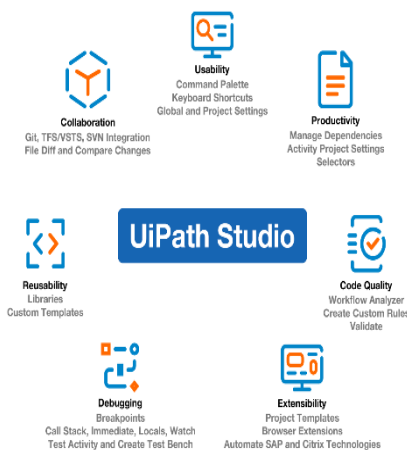 Usability
Command Palette
Keyboard Shortcuts
Global and Project Settings
Collaboration
Git, TFS/VSTS, SVN Integration
File Diff and Compare Changes
Productivity
Manage Dependencies
Activity Project Settings
Selectors
UiPath Studio
Reusability
Libraries
Custom Templates
Code Quality
Workflow Analyzer
Create Custom Rules
Validate
Debugging
Breakpoints
Call Stack, Immediate, Locals, Watch
Test Activity and Create Test Bench
Extensibility
Project Templates
Browser Extensions
Automate SAP and Citrix Technologies